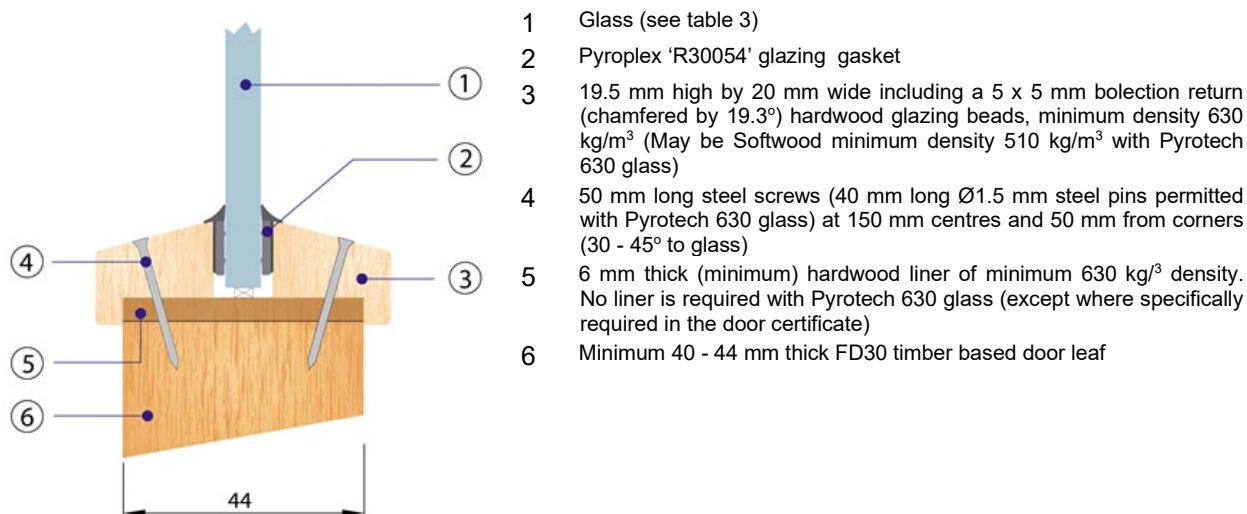 ①
②
④
③
⑤
⑥
44
1 Glass (see table 3)
2 Pyroplex ‘R30054’ glazing gasket
3 19.5 mm high by 20 mm wide including a 5 x 5 mm bolection return
(chamfered by 19.3º) hardwood glazing beads, minimum density 630
kg/m³ (May be Softwood minimum density 510 kg/m³ with Pyrotech
630 glass)
4 50 mm long steel screws (40 mm long Ø1.5 mm steel pins permitted
with Pyrotech 630 glass) at 150 mm centres and 50 mm from corners
(30 - 45º to glass)
5 6 mm thick (minimum) hardwood liner of minimum 630 kg/³ density.
No liner is required with Pyrotech 630 glass (except where specifically
required in the door certificate)
6 Minimum 40 - 44 mm thick FD30 timber based door leaf